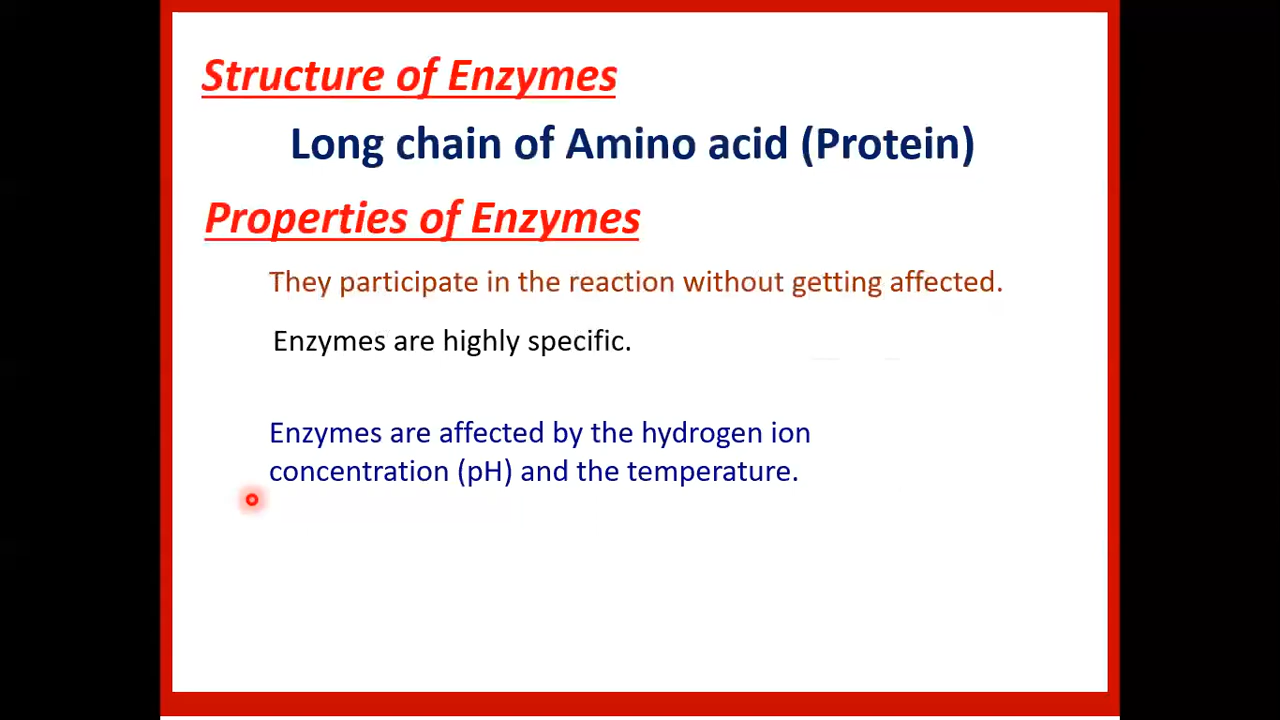 Structure of Enzymes
Long chain of Amino acid (Protein)
Properties of Enzymes
They participate in the reaction without getting affected.
Enzymes are highly specific.
Enzymes are affected by the hydrogen ion
concentration (pH) and the temperature.